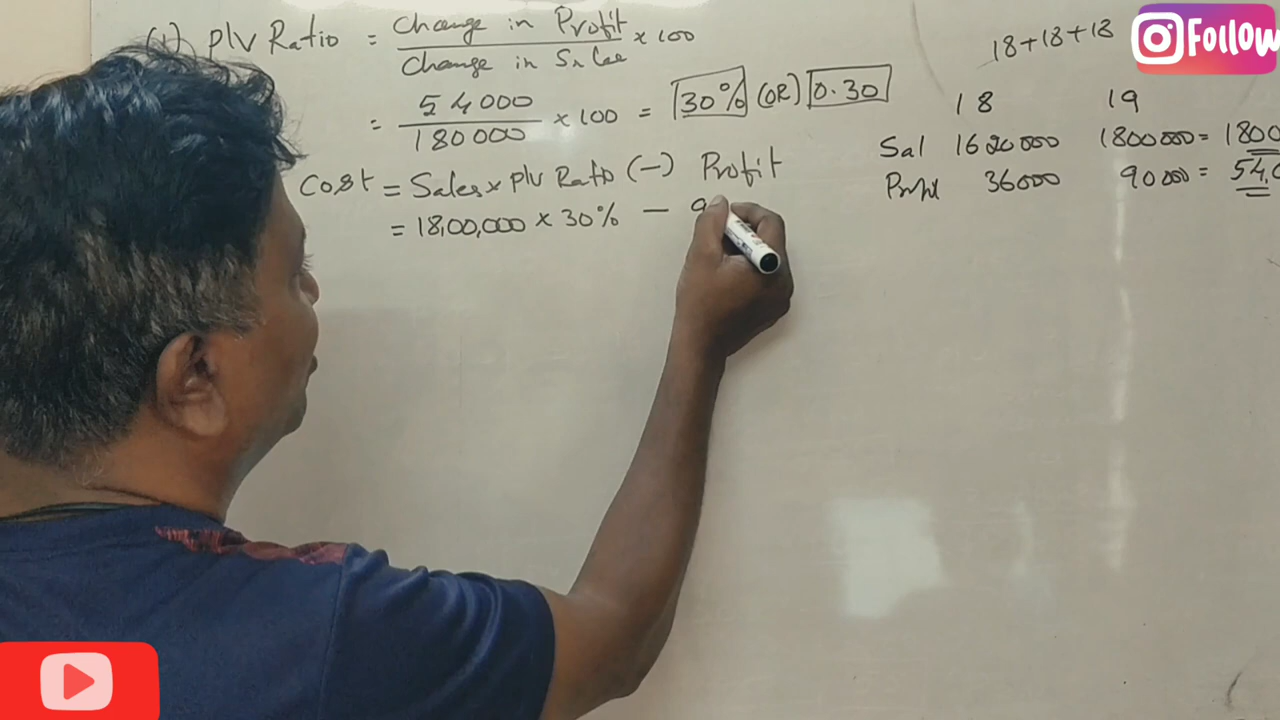 (1) P/V Ratio = Change in Profit / Change in Sales × 100
= 54000 / 180000 × 100 = 30% (OR) 0.30
Cost = Sales × P/V Ratio (-) Profit
= 18,00,000 × 30% - 9
18+18+18
18 19
Sal 1620000 1800000 = 1800
Profit 36000 90000 = 54,0
Follow